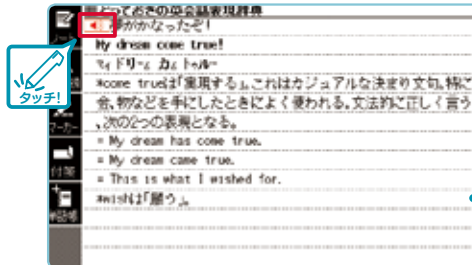 とっておきの英会話表現辞典
夢がかなったぞ!
My dream come true!
マィ ドリーム カム トゥルー
*come trueは「実現する」。これはカジュアルな決まり文句。特に
会、物などを手にしたときによく使われる。文法的に正しく言う
、次の2つの表現となる。
= My dream has come true.
= My dream came true.
= This is what I wished for.
*wishは「願う」。
タッチ!
マーカー
付箋
単語帳